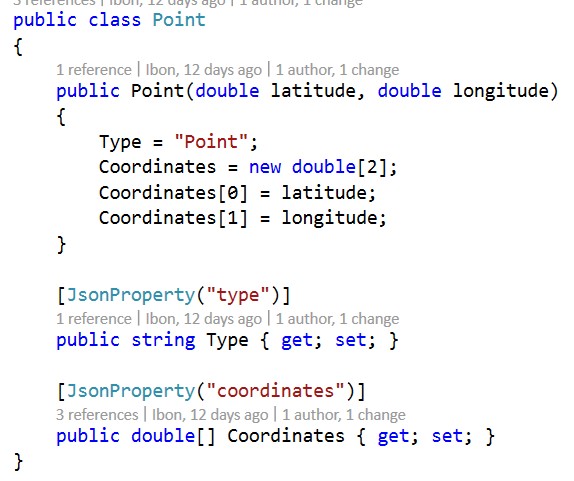 3 references | Ibon, 12 days ago | 1 author, 1 change
public class Point
{
1 reference | Ibon, 12 days ago | 1 author, 1 change
public Point(double latitude, double longitude)
{
Type = "Point";
Coordinates = new double[2];
Coordinates[0] = latitude;
Coordinates[1] = longitude;
}
[JsonProperty("type")]
1 reference | Ibon, 12 days ago | 1 author, 1 change
public string Type { get; set; }
[JsonProperty("coordinates")]
3 references | Ibon, 12 days ago | 1 author, 1 change
public double[] Coordinates { get; set; }
}